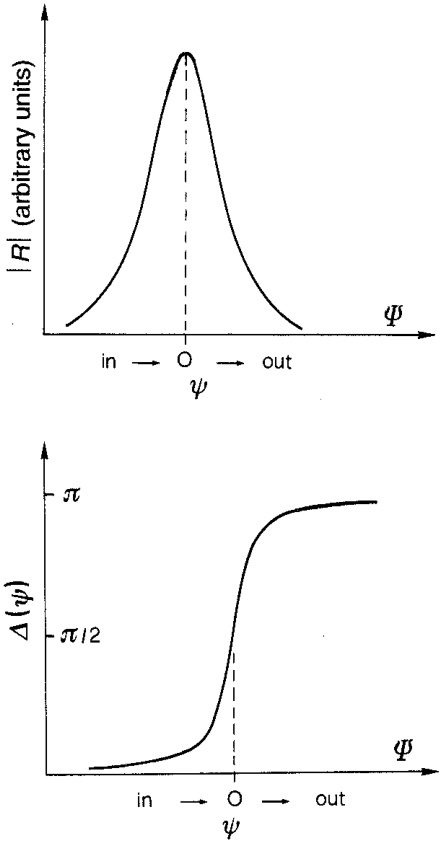 |R| (arbitrary units)
Ψ
in → O → out
ψ
π
π/2
Δ(ψ)
Ψ
in → O → out
ψ